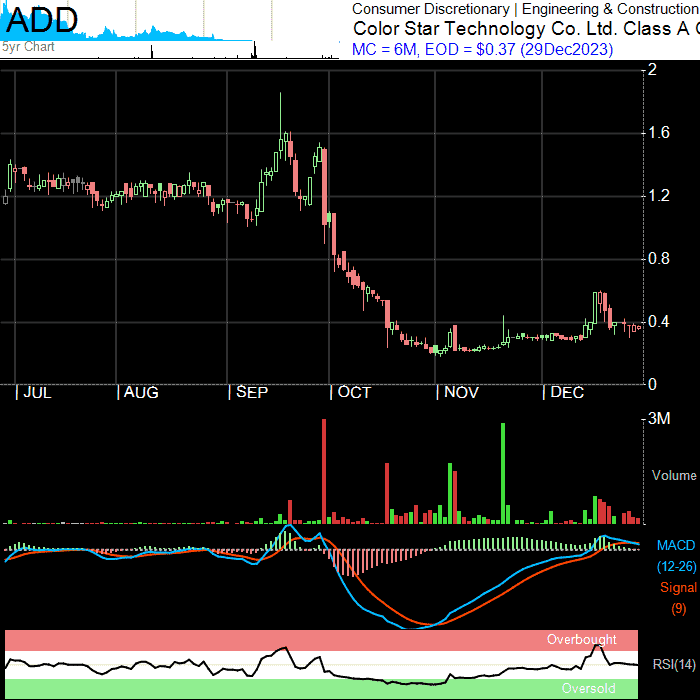 ADD
5yr Chart
Consumer Discretionary | Engineering & Construction
Color Star Technology Co. Ltd. Class A
MC = 6M, EOD = $0.37 (29Dec2023)
2
1.6
1.2
0.8
0.4
0
| JUL | AUG | SEP | OCT | NOV | DEC
3M
Volume
MACD
(12-26)
Signal
(9)
Overbought
RSI(14)
Oversold